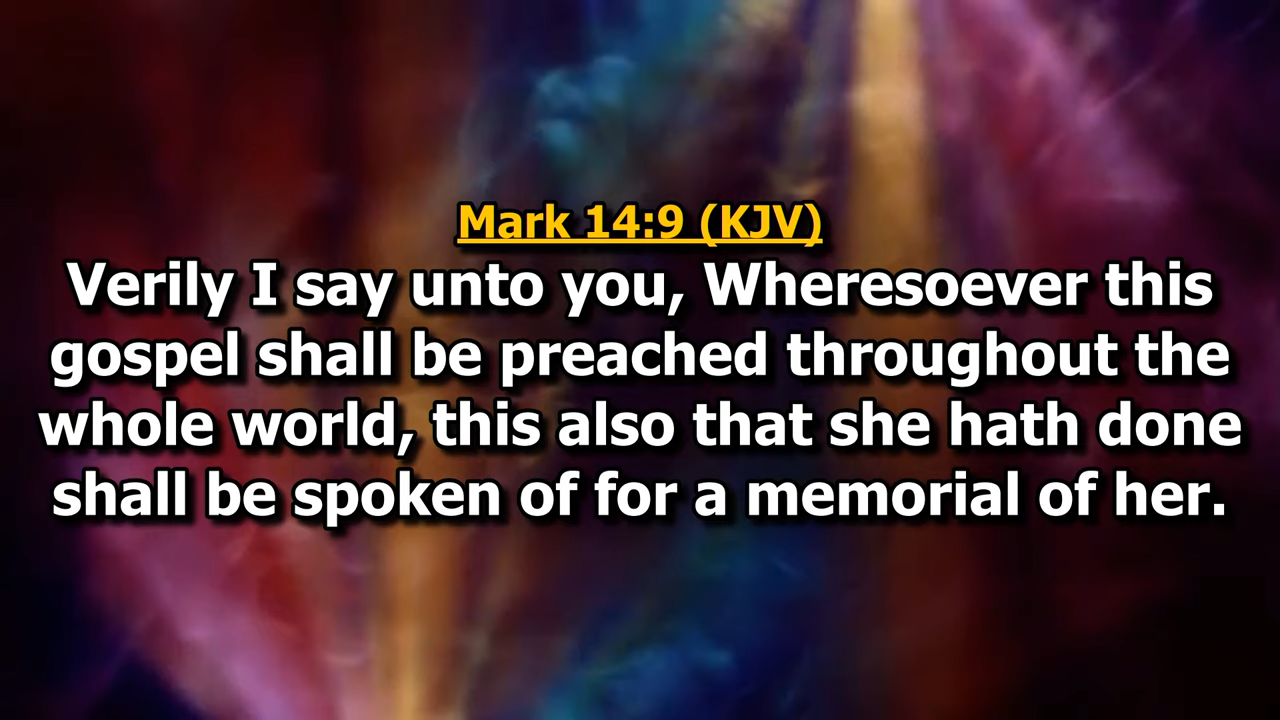 Mark 14:9 (KJV)
Verily I say unto you, Wheresoever this
gospel shall be preached throughout the
whole world, this also that she hath done
shall be spoken of for a memorial of her.